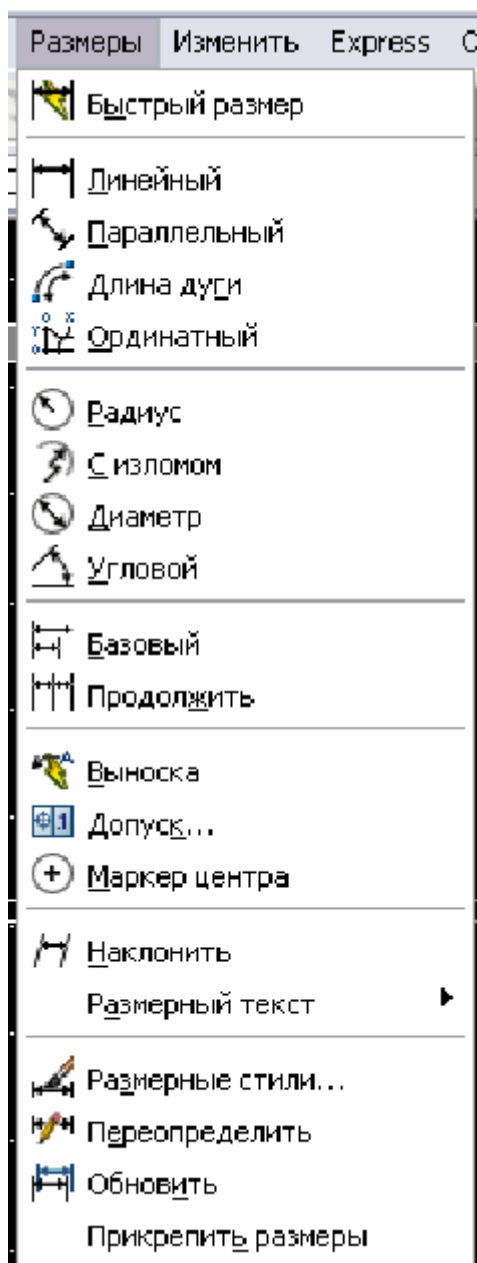 Размеры Изменить Express
Быстрый размер
Линейный
Параллельный
Длина дуги
Ординатный
Радиус
С изломом
Диаметр
Угловой
Базовый
Продолжить
Выноска
Допуск...
Маркер центра
Наклонить
Размерный текст
Размерные стили...
Переопределить
Обновить
Прикрепить размеры